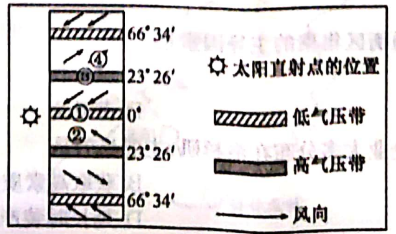 66°34′
④
③ 23°26′
① 0°
②
23°26′
66°34′
太阳直射点的位置
低气压带
高气压带
风向